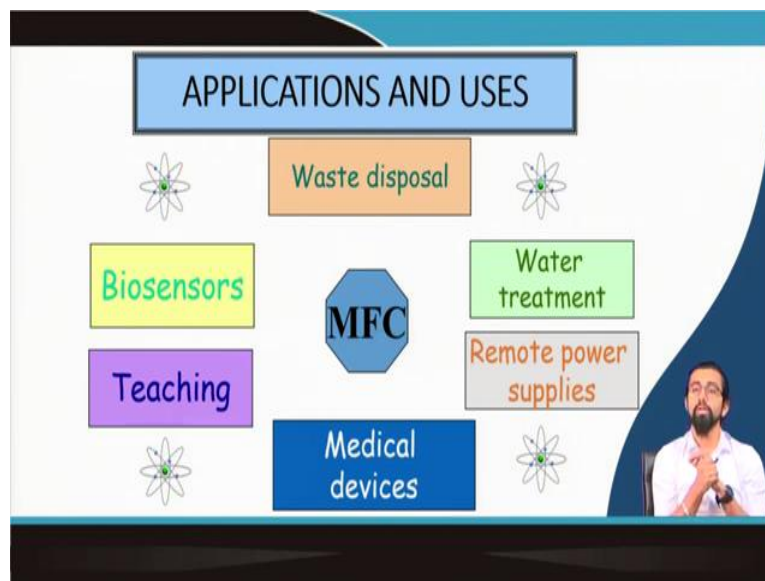 APPLICATIONS AND USES
Waste disposal
Biosensors
MFC
Water
treatment
Teaching
Remote power
supplies
Medical
devices